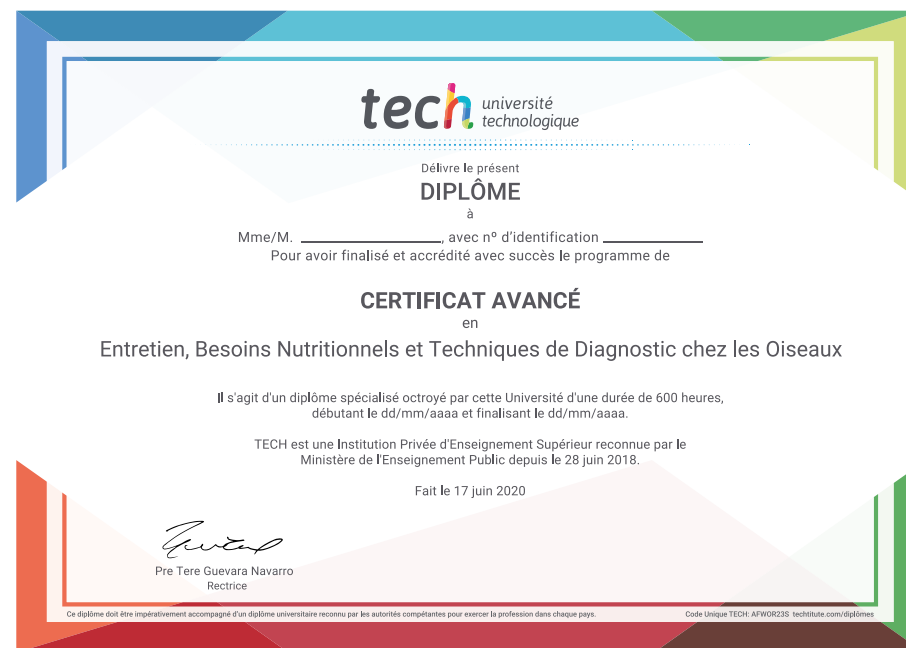 tech université
technologique
Délivre le présent
DIPLÔME
à
Mme/M. ____________________, avec nº d'identification ______________
Pour avoir finalisé et accrédité avec succès le programme de
CERTIFICAT AVANCÉ
en
Entretien, Besoins Nutritionnels et Techniques de Diagnostic chez les Oiseaux
Il s'agit d'un diplôme spécialisé octroyé par cette Université d'une durée de 600 heures,
débutant le dd/mm/aaaa et finalisant le dd/mm/aaaa.
TECH est une Institution Privée d'Enseignement Supérieur reconnue par le
Ministère de l'Enseignement Public depuis le 28 juin 2018.
Fait le 17 juin 2020
Pre Tere Guevara Navarro
Rectrice
Ce diplôme doit être impérativement accompagné d'un diplôme universitaire reconnu par les autorités compétentes pour exercer la profession dans chaque pays.
Code Unique TECH: AFWOR23S techtitute.com/diplômes